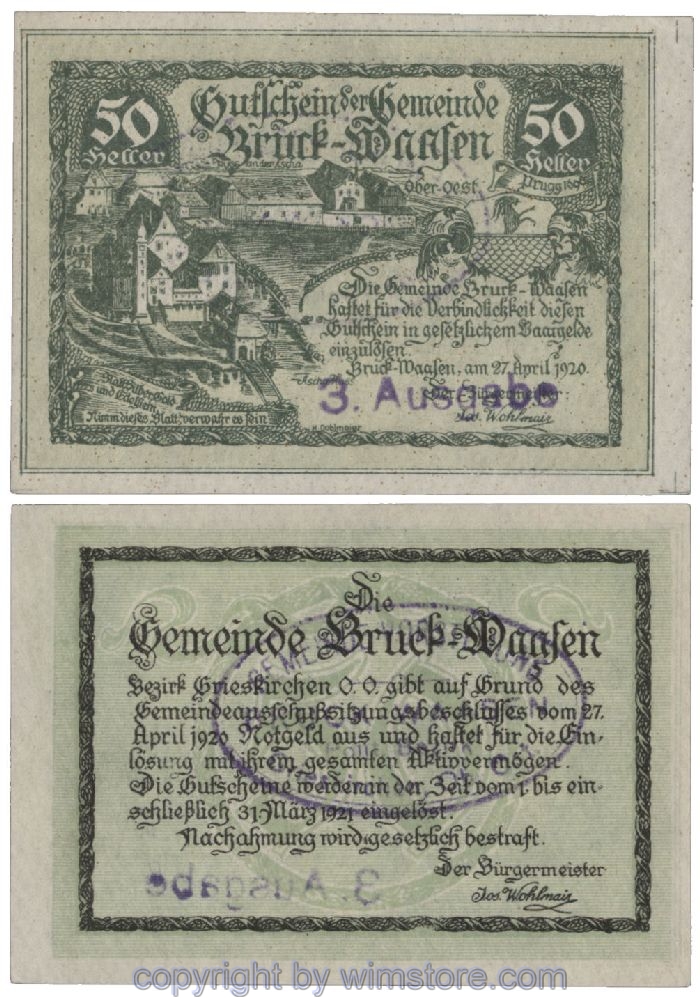 50 Heller
Gutschein der Gemeinde
Bruck-Waasen
50 Heller
Ober-Oest.
Die Gemeinde Bruck-Waasen
haftet für die Verbindlichkeit diesen
Gutschein in gesetzlichem Baargelde
einzulösen.
Bruck-Waasen, am 27. April 1920.
Der Bürgermeister:
Jos. Wohlmair
3. Ausgabe
Statt Silbergeld
Nimm dieses Blatt, verwahr es fein
Die
Gemeinde Bruck-Waasen
Bezirk Grieskirchen O.O. gibt auf Grund des
Gemeindeausschußsitzungsbeschlusses vom 27.
April 1920 Notgeld aus und haftet für die Ein-
lösung mit ihrem gesamten Aktivvermögen.
Die Gutscheine werden in der Zeit vom 1. bis ein-
schließlich 31. März 1921 eingelöst.
Nachahmung wird gesetzlich bestraft.
Der Bürgermeister
Jos. Wohlmair
3. Ausgabe
copyright by wimstore.com